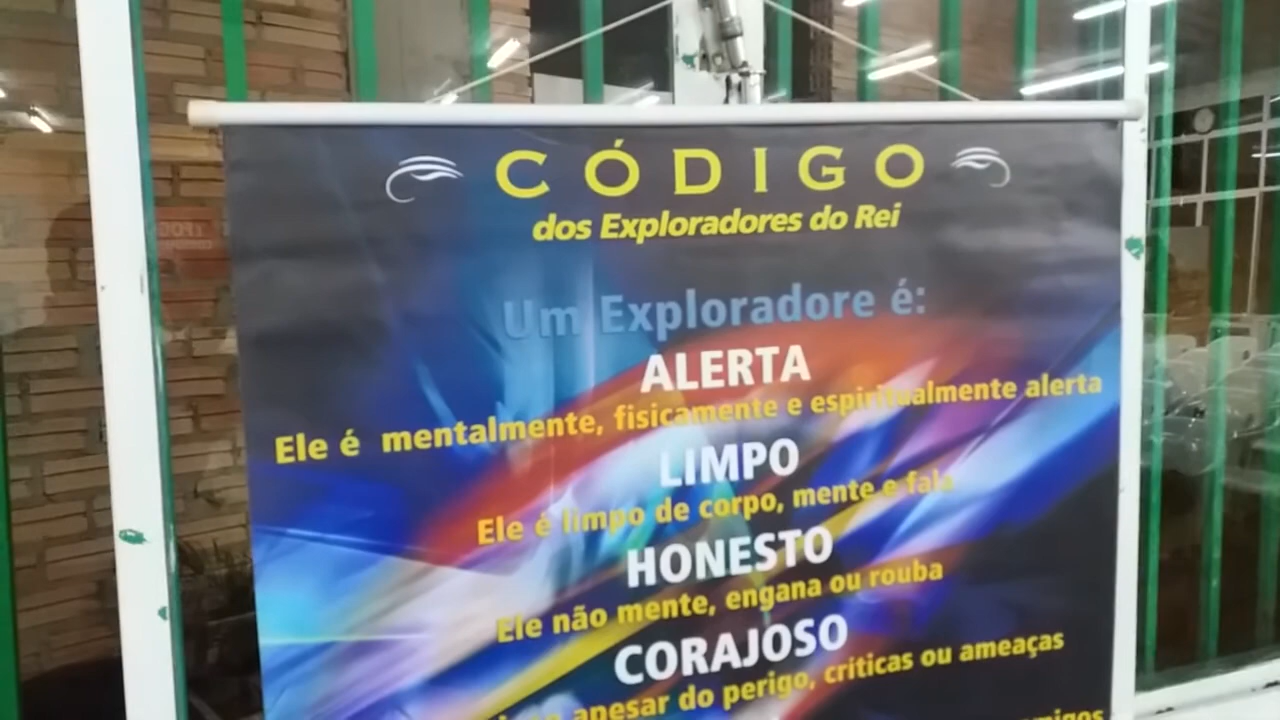 CÓDIGO
dos Exploradores do Rei
Um Exploradore é:
ALERTA
Ele é mentalmente, fisicamente e espiritualmente alerta
LIMPO
Ele é limpo de corpo, mente e fala
HONESTO
Ele não mente, engana ou rouba
CORAJOSO
apesar do perigo, críticas ou ameaças